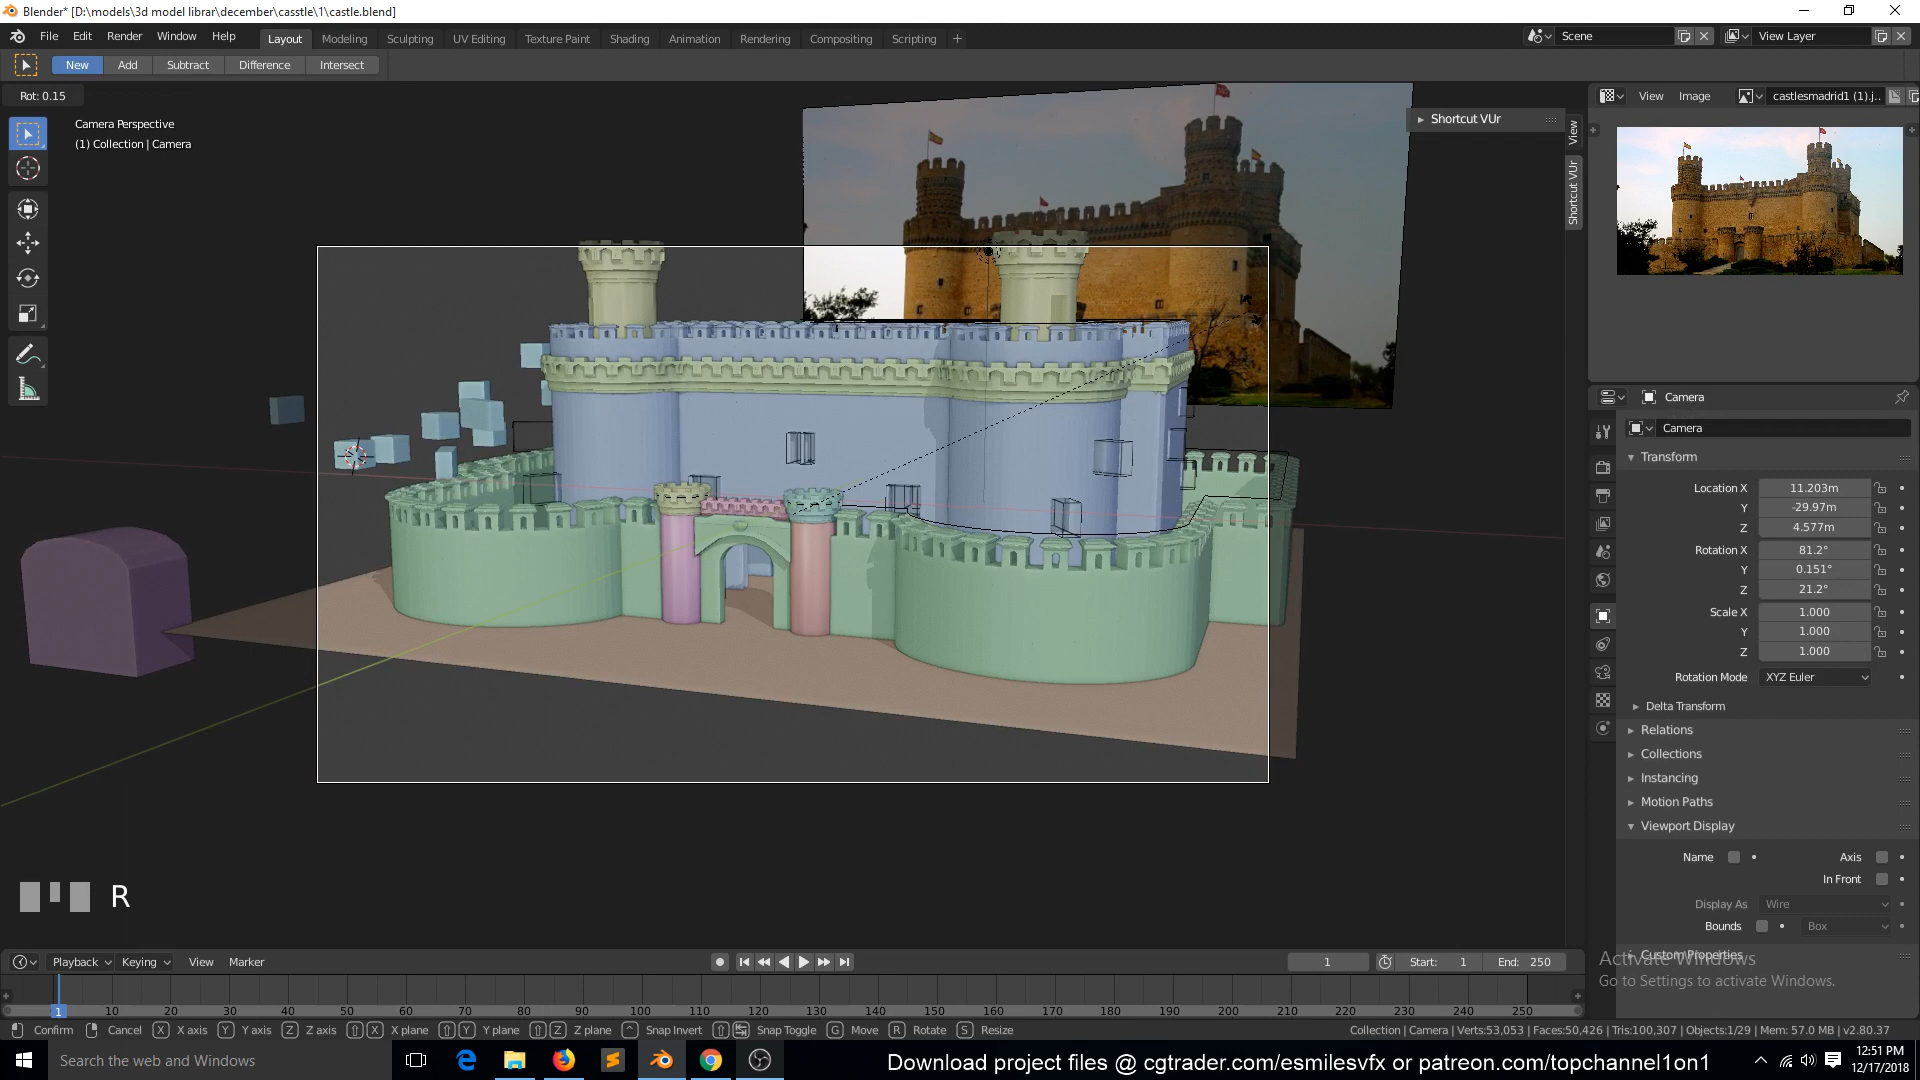 Blender* [D:\models\3d model librar\december\casstle\1\castle.blend]
File Edit Render Window Help Layout Modeling Sculpting UV Editing Texture Paint Shading Animation Rendering Compositing Scripting + Scene View Layer
New Add Subtract Difference Intersect
Rot: 0.15
View Image castlesmadrid1 (1).j..
Camera Perspective
(1) Collection | Camera
Shortcut VUr
View
Shortcut VUr
Camera
Camera
Transform
Location X 11.203m
Y -29.97m
Z 4.577m
Rotation X 81.2°
Y 0.151°
Z 21.2°
Scale X 1.000
Y 1.000
Z 1.000
Rotation Mode XYZ Euler
Delta Transform
Relations
Collections
Instancing
Motion Paths
Viewport Display
Name Axis
In Front
Display As Wire
Bounds Box
Custom Properties
Activate Windows
Go to Settings to activate Windows.
R
Playback Keying View Marker 1 Start: 1 End: 250
1 10 20 30 40 50 60 70 80 90 100 110 120 130 140 150 160 170 180 190 200 210 220 230 240 250
Confirm Cancel X X axis Y Y axis Z Z axis X X plane Y Y plane Z Z plane ^ Snap Invert Snap Toggle G Move R Rotate S Resize Collection | Camera | Verts:53,053 | Faces:50,426 | Tris:100,307 | Objects:1/29 | Mem: 57.0 MB | v2.80.37
Search the web and Windows
Download project files @ cgtrader.com/esmilesvfx or patreon.com/topchannel1on1
12:51 PM
12/17/2018